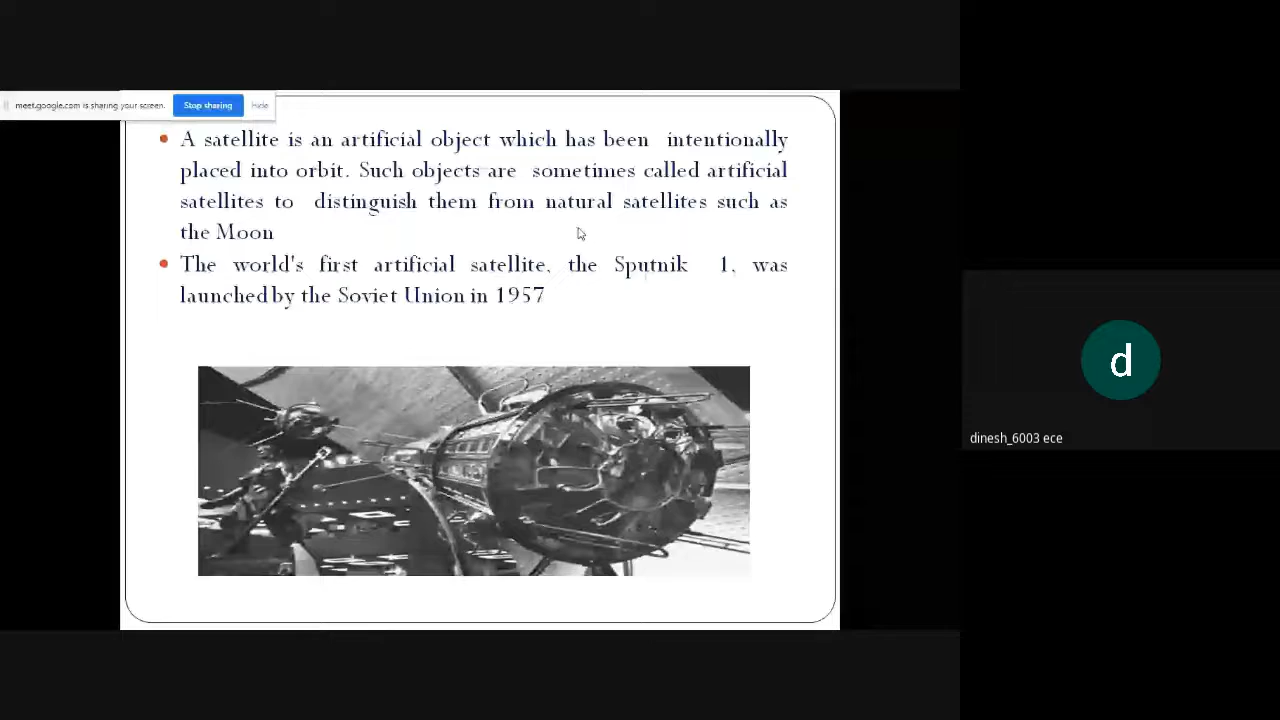 meet.google.com is sharing your screen. Stop sharing Hide
A satellite is an artificial object which has been intentionally
placed into orbit. Such objects are sometimes called artificial
satellites to distinguish them from natural satellites such as
the Moon
The world's first artificial satellite, the Sputnik 1, was
launched by the Soviet Union in 1957
d
dinesh_6003 ece